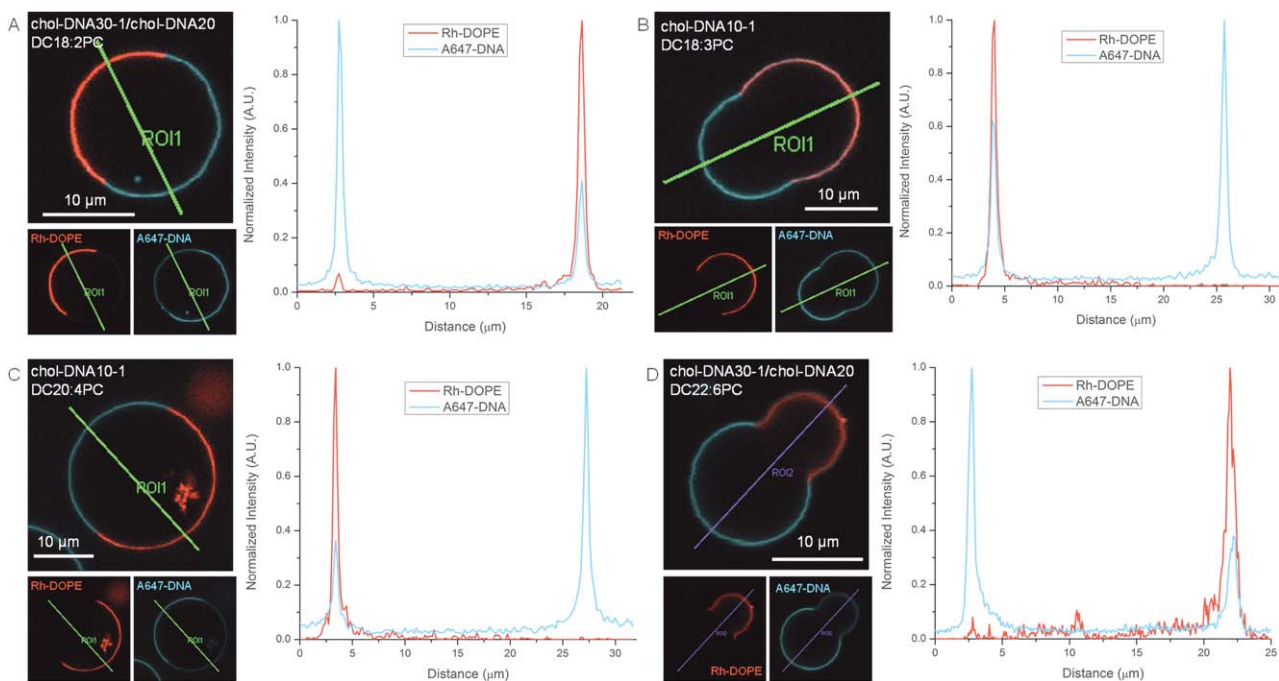 A
chol-DNA30-1/chol-DNA20
DC18:2PC
ROI1
10 μm
Rh-DOPE
ROI1
A647-DNA
ROI1
Normalized Intensity (A.U.)
1.0
0.8
0.6
0.4
0.2
0.0
0
5
10
15
20
Distance (μm)
Rh-DOPE
A647-DNA
B
chol-DNA10-1
DC18:3PC
ROI1
10 μm
Rh-DOPE
ROI1
A647-DNA
ROI1
Normalized Intensity (A.U.)
1.0
0.8
0.6
0.4
0.2
0.0
0
5
10
15
20
25
30
Distance (μm)
Rh-DOPE
A647-DNA
C
chol-DNA10-1
DC20:4PC
ROI1
10 μm
Rh-DOPE
ROI1
A647-DNA
ROI1
Normalized Intensity (A.U.)
1.0
0.8
0.6
0.4
0.2
0.0
0
5
10
15
20
25
30
Distance (μm)
Rh-DOPE
A647-DNA
D
chol-DNA30-1/chol-DNA20
DC22:6PC
ROI2
10 μm
ROI2
Rh-DOPE
A647-DNA
ROI2
Normalized Intensity (A.U.)
1.0
0.8
0.6
0.4
0.2
0.0
0
5
10
15
20
25
Distance (μm)
Rh-DOPE
A647-DNA